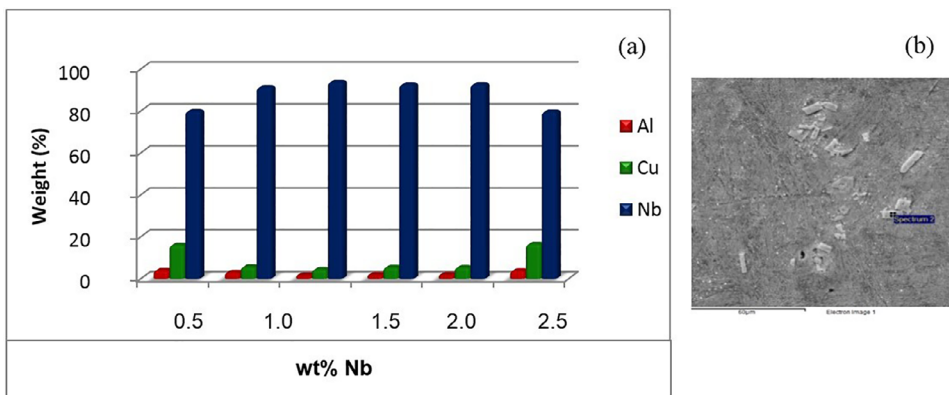 (a)
(b)
100
80
60
40
20
0
Weight (%)
Al
Cu
Nb
0.5 1.0 1.5 2.0 2.5
wt% Nb
Spectrum 2
60µm
Electron Image 1